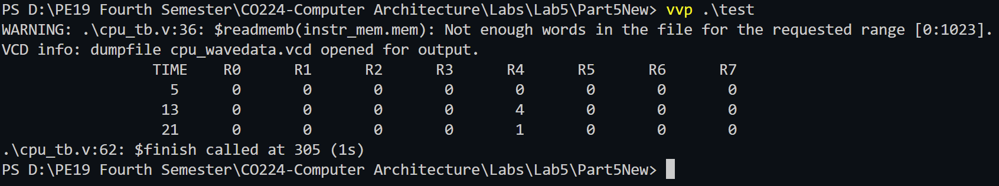 PS D:\PE19 Fourth Semester\CO224-Computer Architecture\Labs\Lab5\Part5New> vvp .\test
WARNING: .\cpu_tb.v:36: $readmemb(instr_mem.mem): Not enough words in the file for the requested range [0:1023].
VCD info: dumpfile cpu_wavedata.vcd opened for output.
                 TIME    R0      R1      R2      R3      R4      R5      R6      R7
                   5      0       0       0       0       0       0       0       0
                  13      0       0       0       0       4       0       0       0
                  21      0       0       0       0       1       0       0       0
.\cpu_tb.v:62: $finish called at 305 (1s)
PS D:\PE19 Fourth Semester\CO224-Computer Architecture\Labs\Lab5\Part5New>